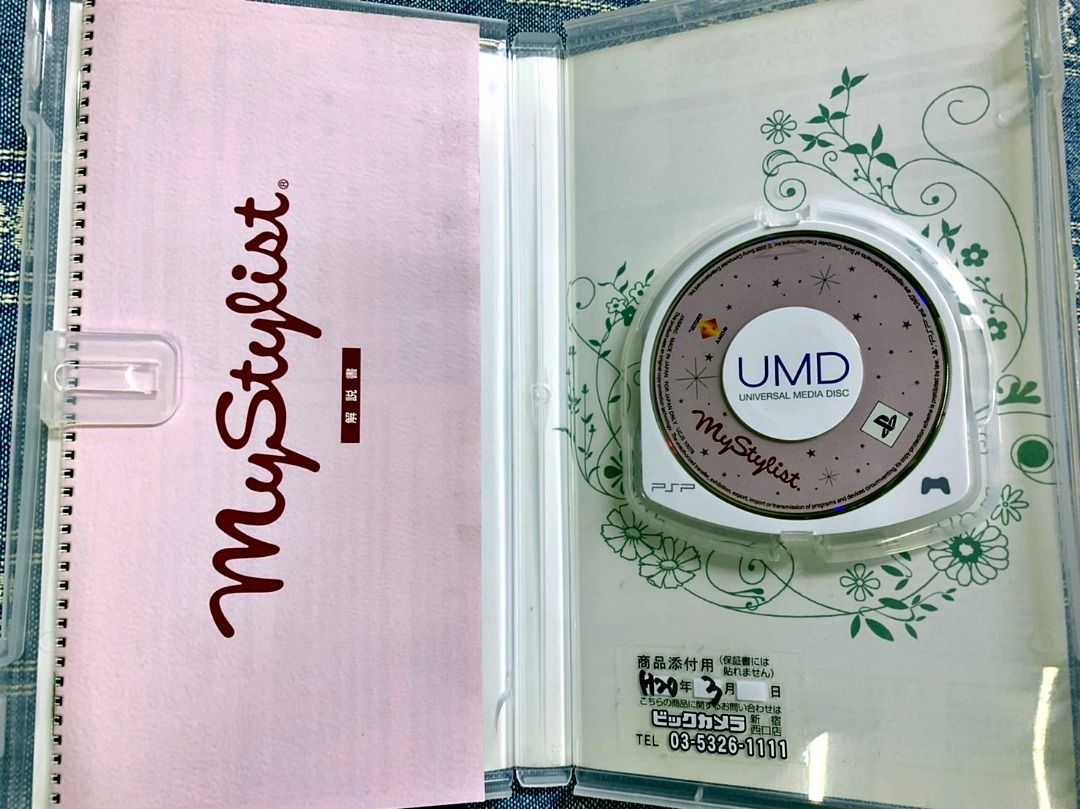 MyStylist®
解説書
UMD
UNIVERSAL MEDIA DISC
MyStylist
PSP
商品添付用（保証書には貼れません）
H20年3月 日
こちらの商品に関するお問い合わせは
ビックカメラ 新宿西口店
TEL 03-5326-1111